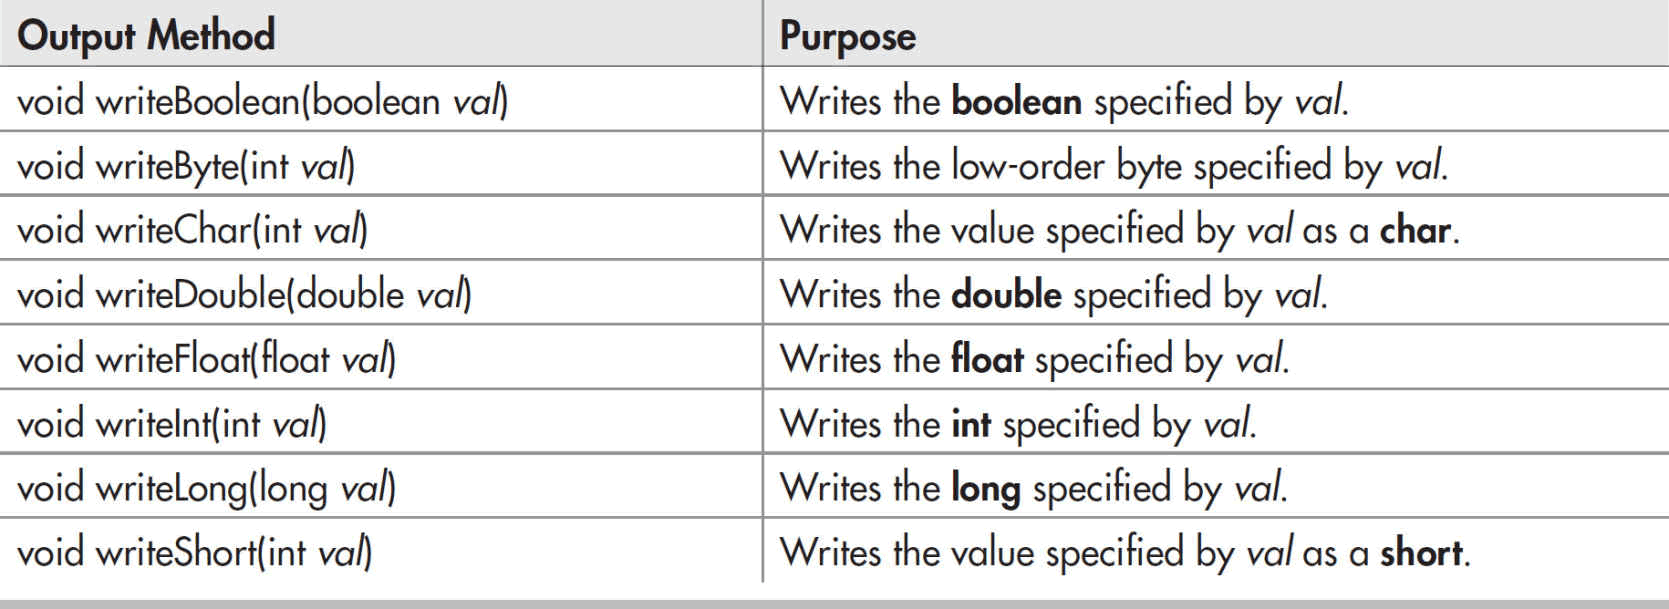 Output Method Purpose
void writeBoolean(boolean val) Writes the boolean specified by val.
void writeByte(int val) Writes the low-order byte specified by val.
void writeChar(int val) Writes the value specified by val as a char.
void writeDouble(double val) Writes the double specified by val.
void writeFloat(float val) Writes the float specified by val.
void writeInt(int val) Writes the int specified by val.
void writeLong(long val) Writes the long specified by val.
void writeShort(int val) Writes the value specified by val as a short.